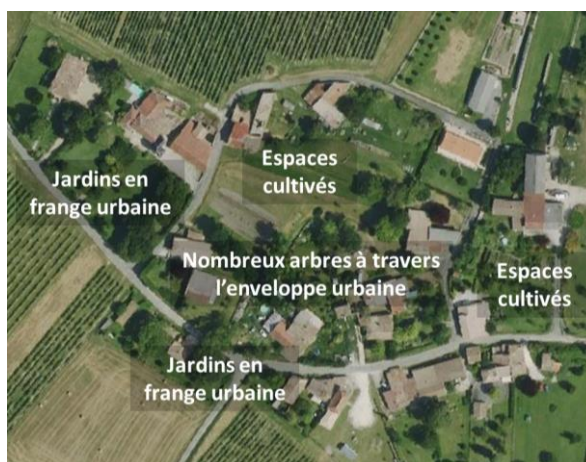 Espaces
cultivés
Jardins en
frange urbaine
Nombreux arbres à travers
l'enveloppe urbaine
Espaces
cultivés
Jardins en
frange urbaine